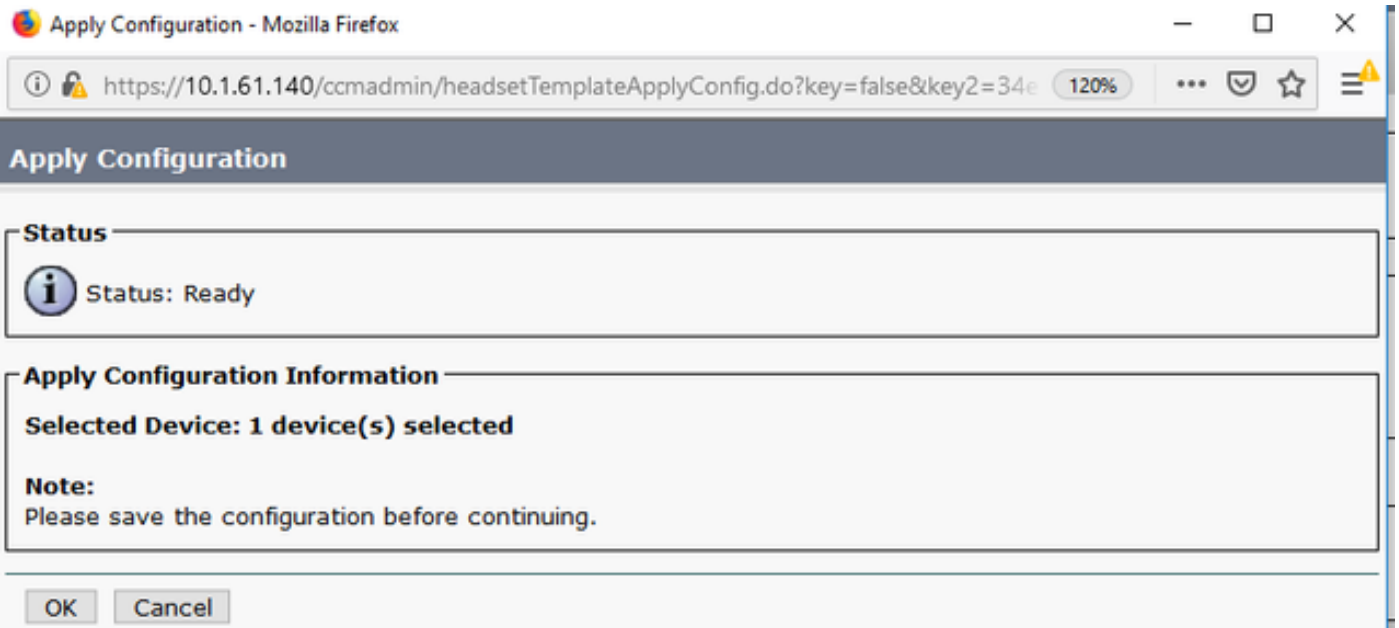 Apply Configuration - Mozilla Firefox
https://10.1.61.140/ccmadmin/headsetTemplateApplyConfig.do?key=false&key2=34e 120%
Apply Configuration
Status
i Status: Ready
Apply Configuration Information
Selected Device: 1 device(s) selected
Note:
Please save the configuration before continuing.
OK Cancel